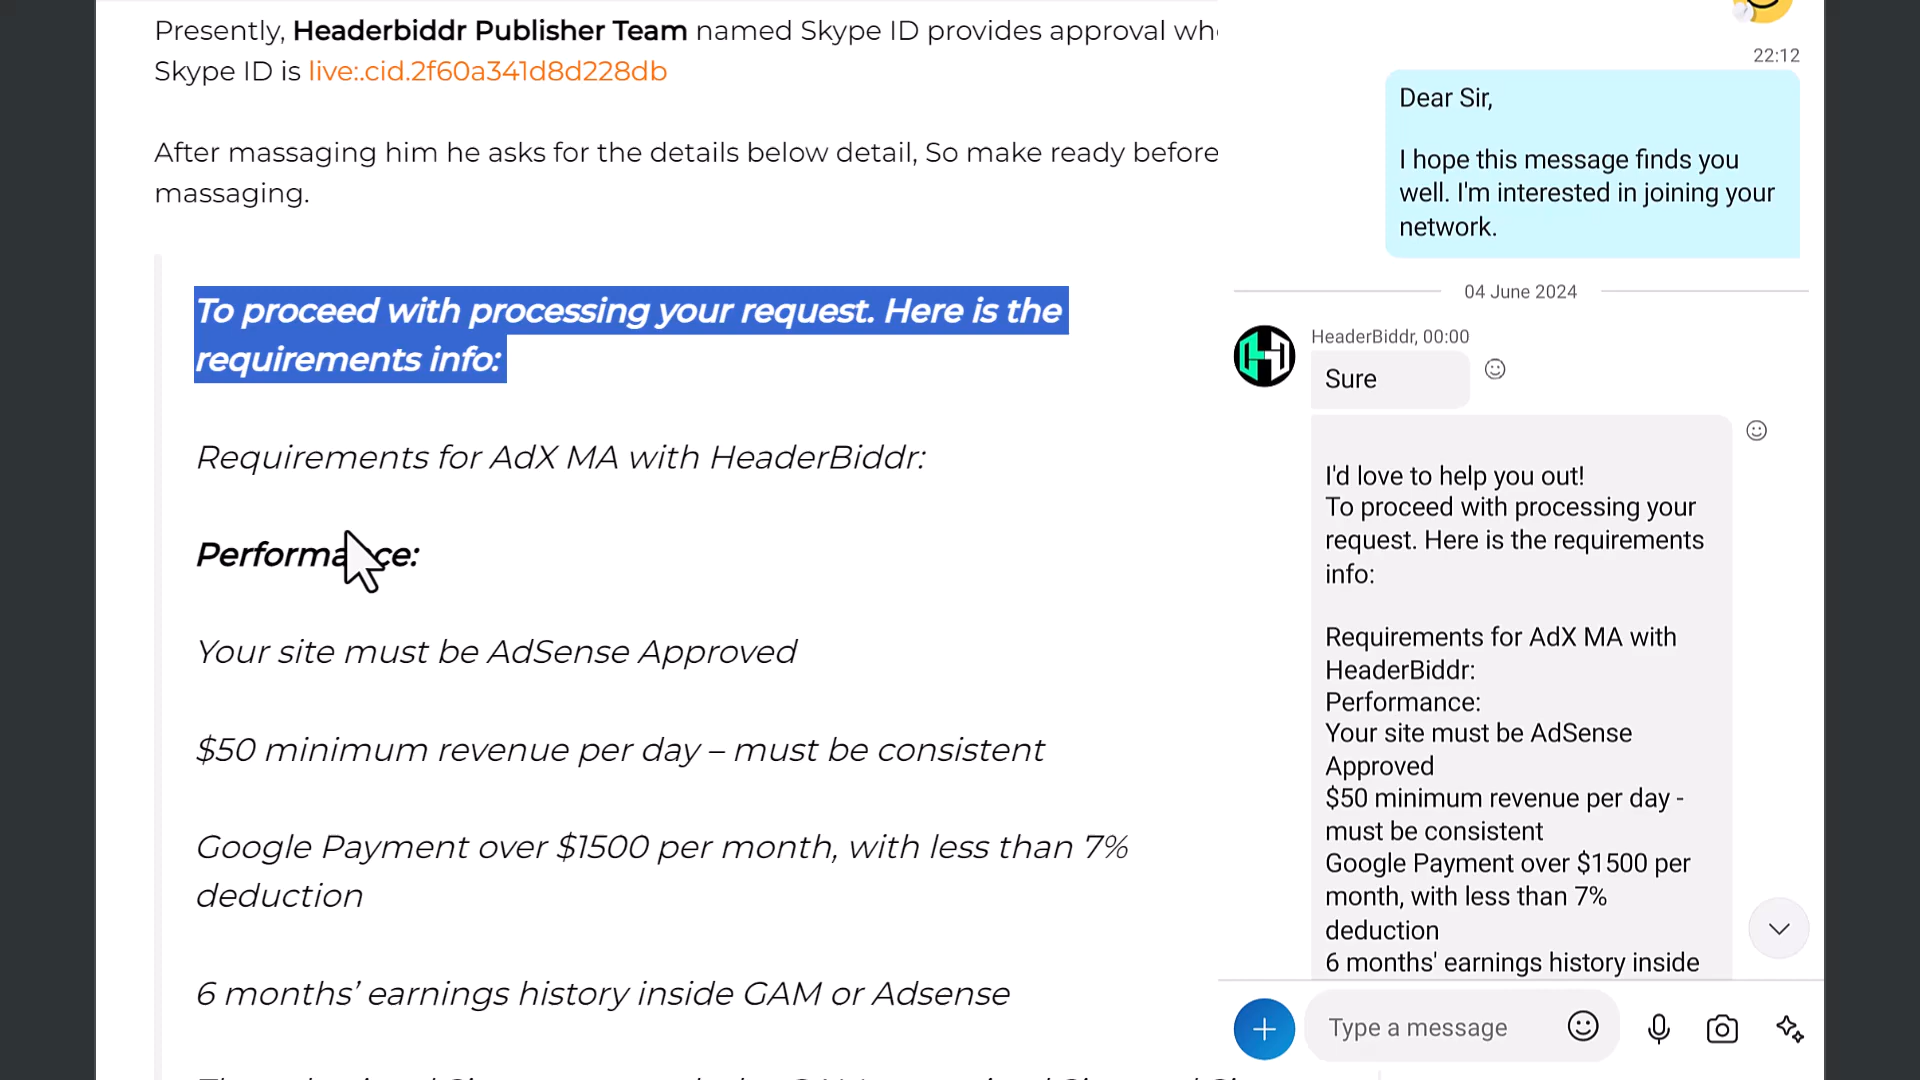 Presently, Headerbiddr Publisher Team named Skype ID provides approval
Skype ID is live:.cid.2f60a341d8d228db
After massaging him he asks for the details below detail, So make ready before
massaging.
To proceed with processing your request. Here is the
requirements info:
Requirements for AdX MA with HeaderBiddr:
Performance:
Your site must be AdSense Approved
$50 minimum revenue per day – must be consistent
Google Payment over $1500 per month, with less than 7%
deduction
6 months’ earnings history inside GAM or Adsense
22:12
Dear Sir,
I hope this message finds you
well. I'm interested in joining your
network.
04 June 2024
HeaderBiddr, 00:00
Sure
I'd love to help you out!
To proceed with processing your
request. Here is the requirements
info:
Requirements for AdX MA with
HeaderBiddr:
Performance:
Your site must be AdSense
Approved
$50 minimum revenue per day -
must be consistent
Google Payment over $1500 per
month, with less than 7%
deduction
6 months' earnings history inside
Type a message